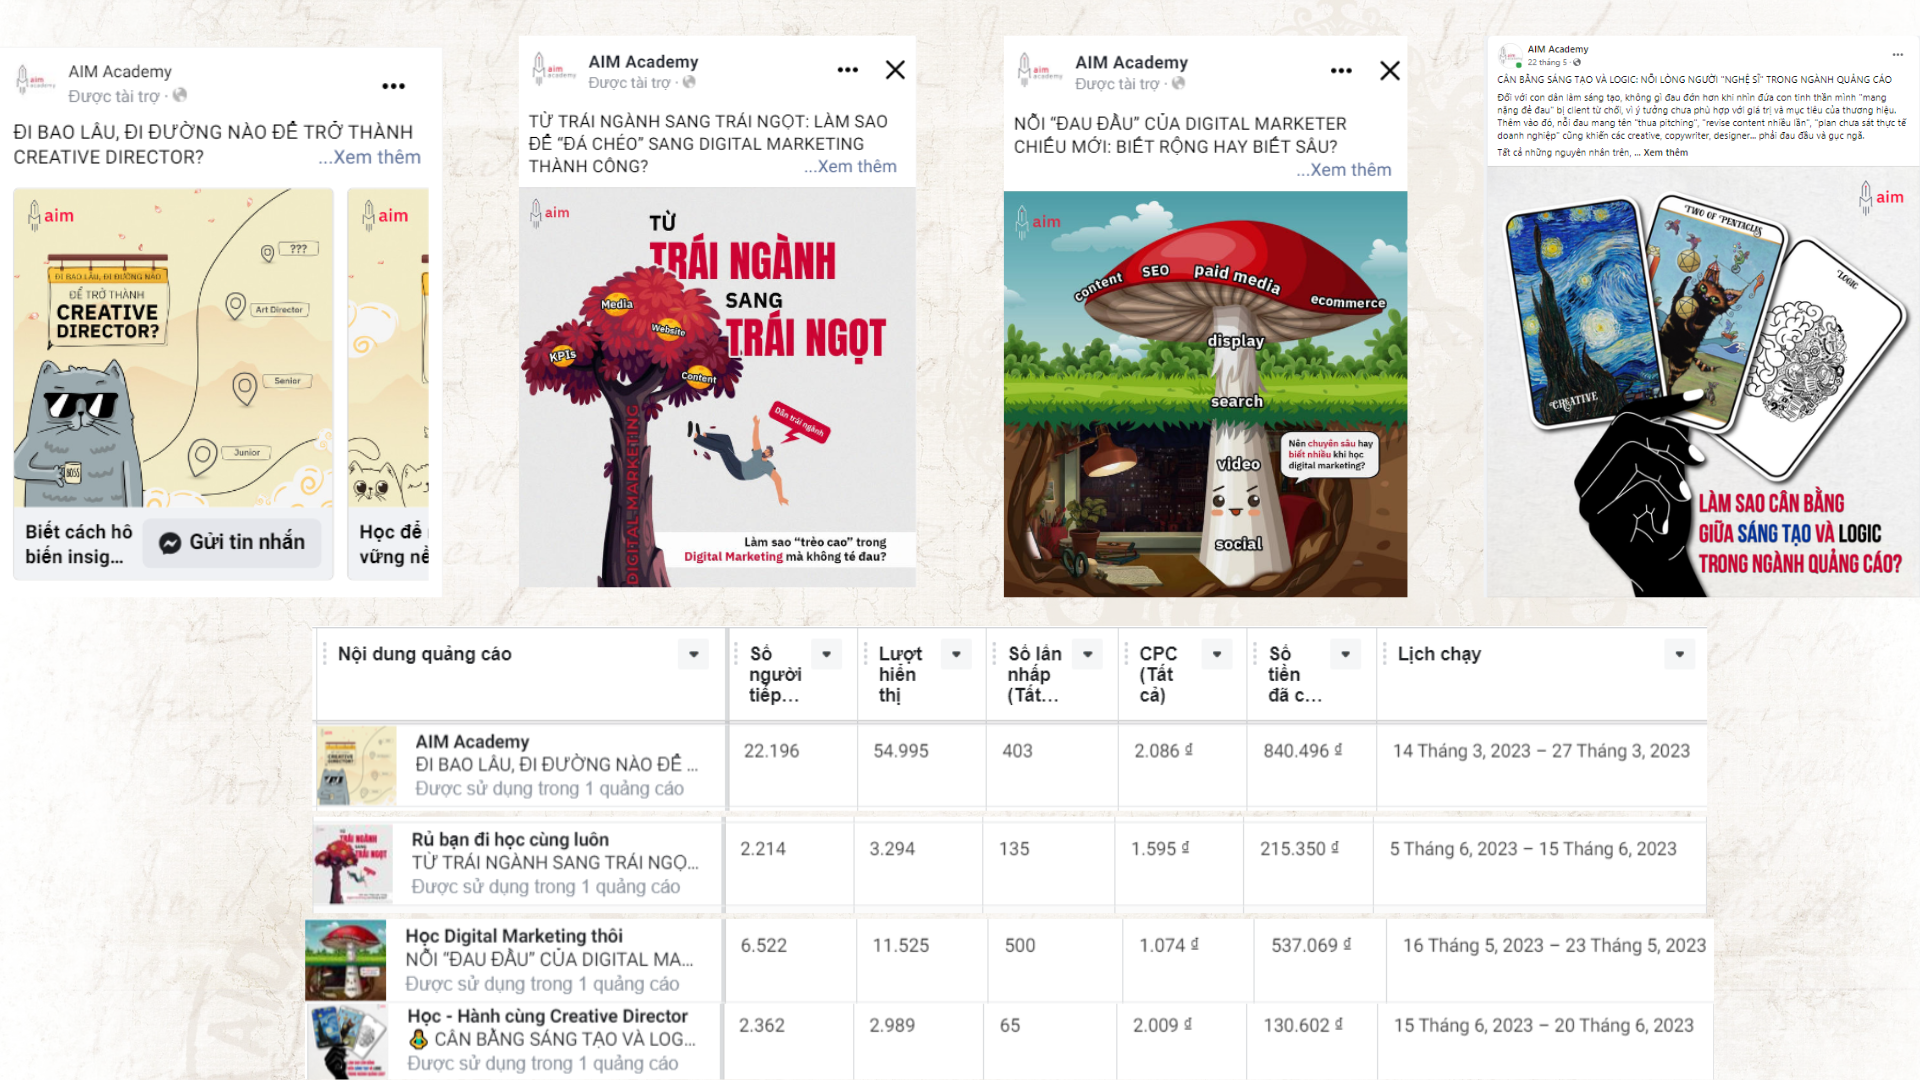 AIM Academy
Được tài trợ ·
ĐI BAO LÂU, ĐI ĐƯỜNG NÀO ĐỂ TRỞ THÀNH
CREATIVE DIRECTOR? ...Xem thêm
aim
aim
ĐI BAO LÂU, ĐI ĐƯỜNG NÀO
ĐỂ TRỞ THÀNH
CREATIVE
DIRECTOR?
???
Art Director
Senior
Junior
BOSS
Biết cách hô
biến insig...
Gửi tin nhắn
Học để
vững nề
AIM Academy
Được tài trợ ·
TỪ TRÁI NGÀNH SANG TRÁI NGỌT: LÀM SAO
ĐỂ “ĐÁ CHÉO” SANG DIGITAL MARKETING
THÀNH CÔNG? ...Xem thêm
aim
TỪ
TRÁI NGÀNH
SANG
TRÁI NGỌT
Media
Website
KPIs
Content
Dân trái ngành
DIGITAL MARKETING
Làm sao “trèo cao” trong
Digital Marketing mà không té đau?
AIM Academy
Được tài trợ ·
NỖI “ĐAU ĐẦU” CỦA DIGITAL MARKETER
CHIẾU MỚI: BIẾT RỘNG HAY BIẾT SÂU?
...Xem thêm
aim
content SEO paid media ecommerce
display
search
video
social
Nên chuyên sâu hay
biết nhiều khi học
digital marketing?
AIM Academy
22 tháng 5 ·
CÂN BẰNG SÁNG TẠO VÀ LOGIC: NỖI LÒNG NGƯỜI "NGHỆ SĨ" TRONG NGÀNH QUẢNG CÁO
Đối với con dân làm sáng tạo, không gì đau đớn hơn khi nhìn đứa con tinh thần mình "mang
nặng đẻ đau" bị client từ chối, vì ý tưởng chưa phù hợp với giá trị và mục tiêu của thương hiệu.
Thêm vào đó, nỗi đau mang tên "thua pitching", "revise content nhiều lần", "plan chưa sát thực tế
doanh nghiệp" cũng khiến các creative, copywriter, designer... phải đau đầu và gục ngã.
Tất cả những nguyên nhân trên, ... Xem thêm
aim
CREATIVE
TWO OF PENTACLES
LOGIC
LÀM SAO CÂN BẰNG
GIỮA SÁNG TẠO VÀ LOGIC
TRONG NGÀNH QUẢNG CÁO?
Nội dung quảng cáo
Số
người
tiếp...
Lượt
hiển
thị
Số lần
nhấp
(Tất...
CPC
(Tất
cả)
Số
tiền
đã c...
Lịch chạy
AIM Academy
ĐI BAO LÂU, ĐI ĐƯỜNG NÀO ĐỂ ...
Được sử dụng trong 1 quảng cáo
22.196 54.995 403 2.086 ₫ 840.496 ₫ 14 Tháng 3, 2023 – 27 Tháng 3, 2023
Rủ bạn đi học cùng luôn
TỪ TRÁI NGÀNH SANG TRÁI NGỌ...
Được sử dụng trong 1 quảng cáo
2.214 3.294 135 1.595 ₫ 215.350 ₫ 5 Tháng 6, 2023 – 15 Tháng 6, 2023
Học Digital Marketing thôi
NỖI “ĐAU ĐẦU” CỦA DIGITAL MA...
Được sử dụng trong 1 quảng cáo
6.522 11.525 500 1.074 ₫ 537.069 ₫ 16 Tháng 5, 2023 – 23 Tháng 5, 2023
Học - Hành cùng Creative Director
CÂN BẰNG SÁNG TẠO VÀ LOG...
Được sử dụng trong 1 quảng cáo
2.362 2.989 65 2.009 ₫ 130.602 ₫ 15 Tháng 6, 2023 – 20 Tháng 6, 2023